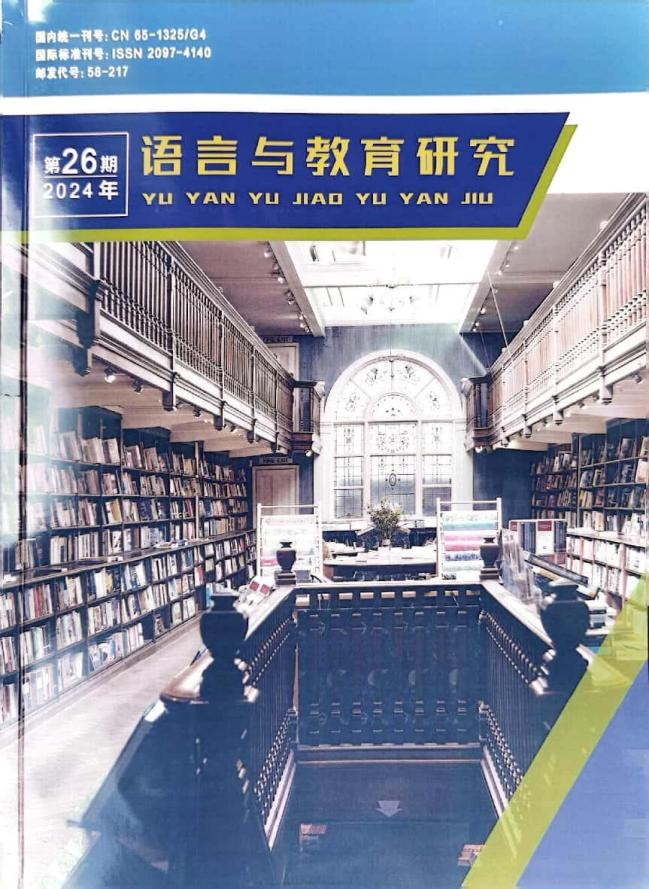 国内统一刊号: CN 65-1325/G4
国际标准刊号: ISSN 2097-4140
邮发代号: 58-217
第26期
2024年
语言与教育研究
YU YAN YU JIAO YU YAN JIU